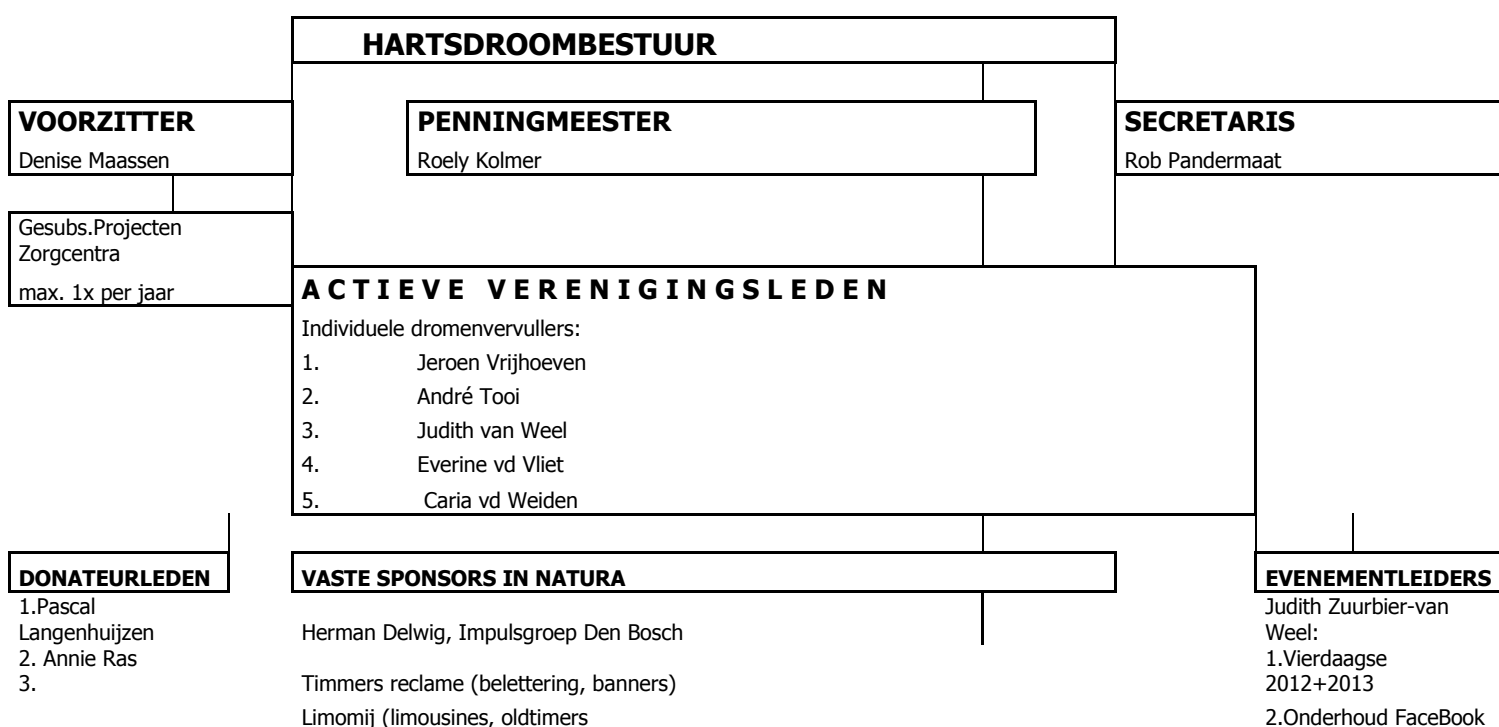 HARTSDROOMBESTUUR
VOORZITTER
Denise Maassen
PENNINGMEESTER
Roely Kolmer
SECRETARIS
Rob Pandermaat
Gesubs.Projecten
Zorgcentra
max. 1x per jaar
ACTIEVE VERENIGINGSLEDEN
Individuele dromenvervullers:
1. Jeroen Vrijhoeven
2. André Tooi
3. Judith van Weel
4. Everine vd Vliet
5. Caria vd Weiden
DONATEURLEDEN
1.Pascal
Langenhuijzen
2. Annie Ras
3.
VASTE SPONSORS IN NATURA
Herman Delwig, Impulsgroep Den Bosch
Timmers reclame (belettering, banners)
Limomij (limousines, oldtimers
EVENEMENTLEIDERS
Judith Zuurbier-van
Weel:
1.Vierdaagse
2012+2013
2.Onderhoud FaceBook